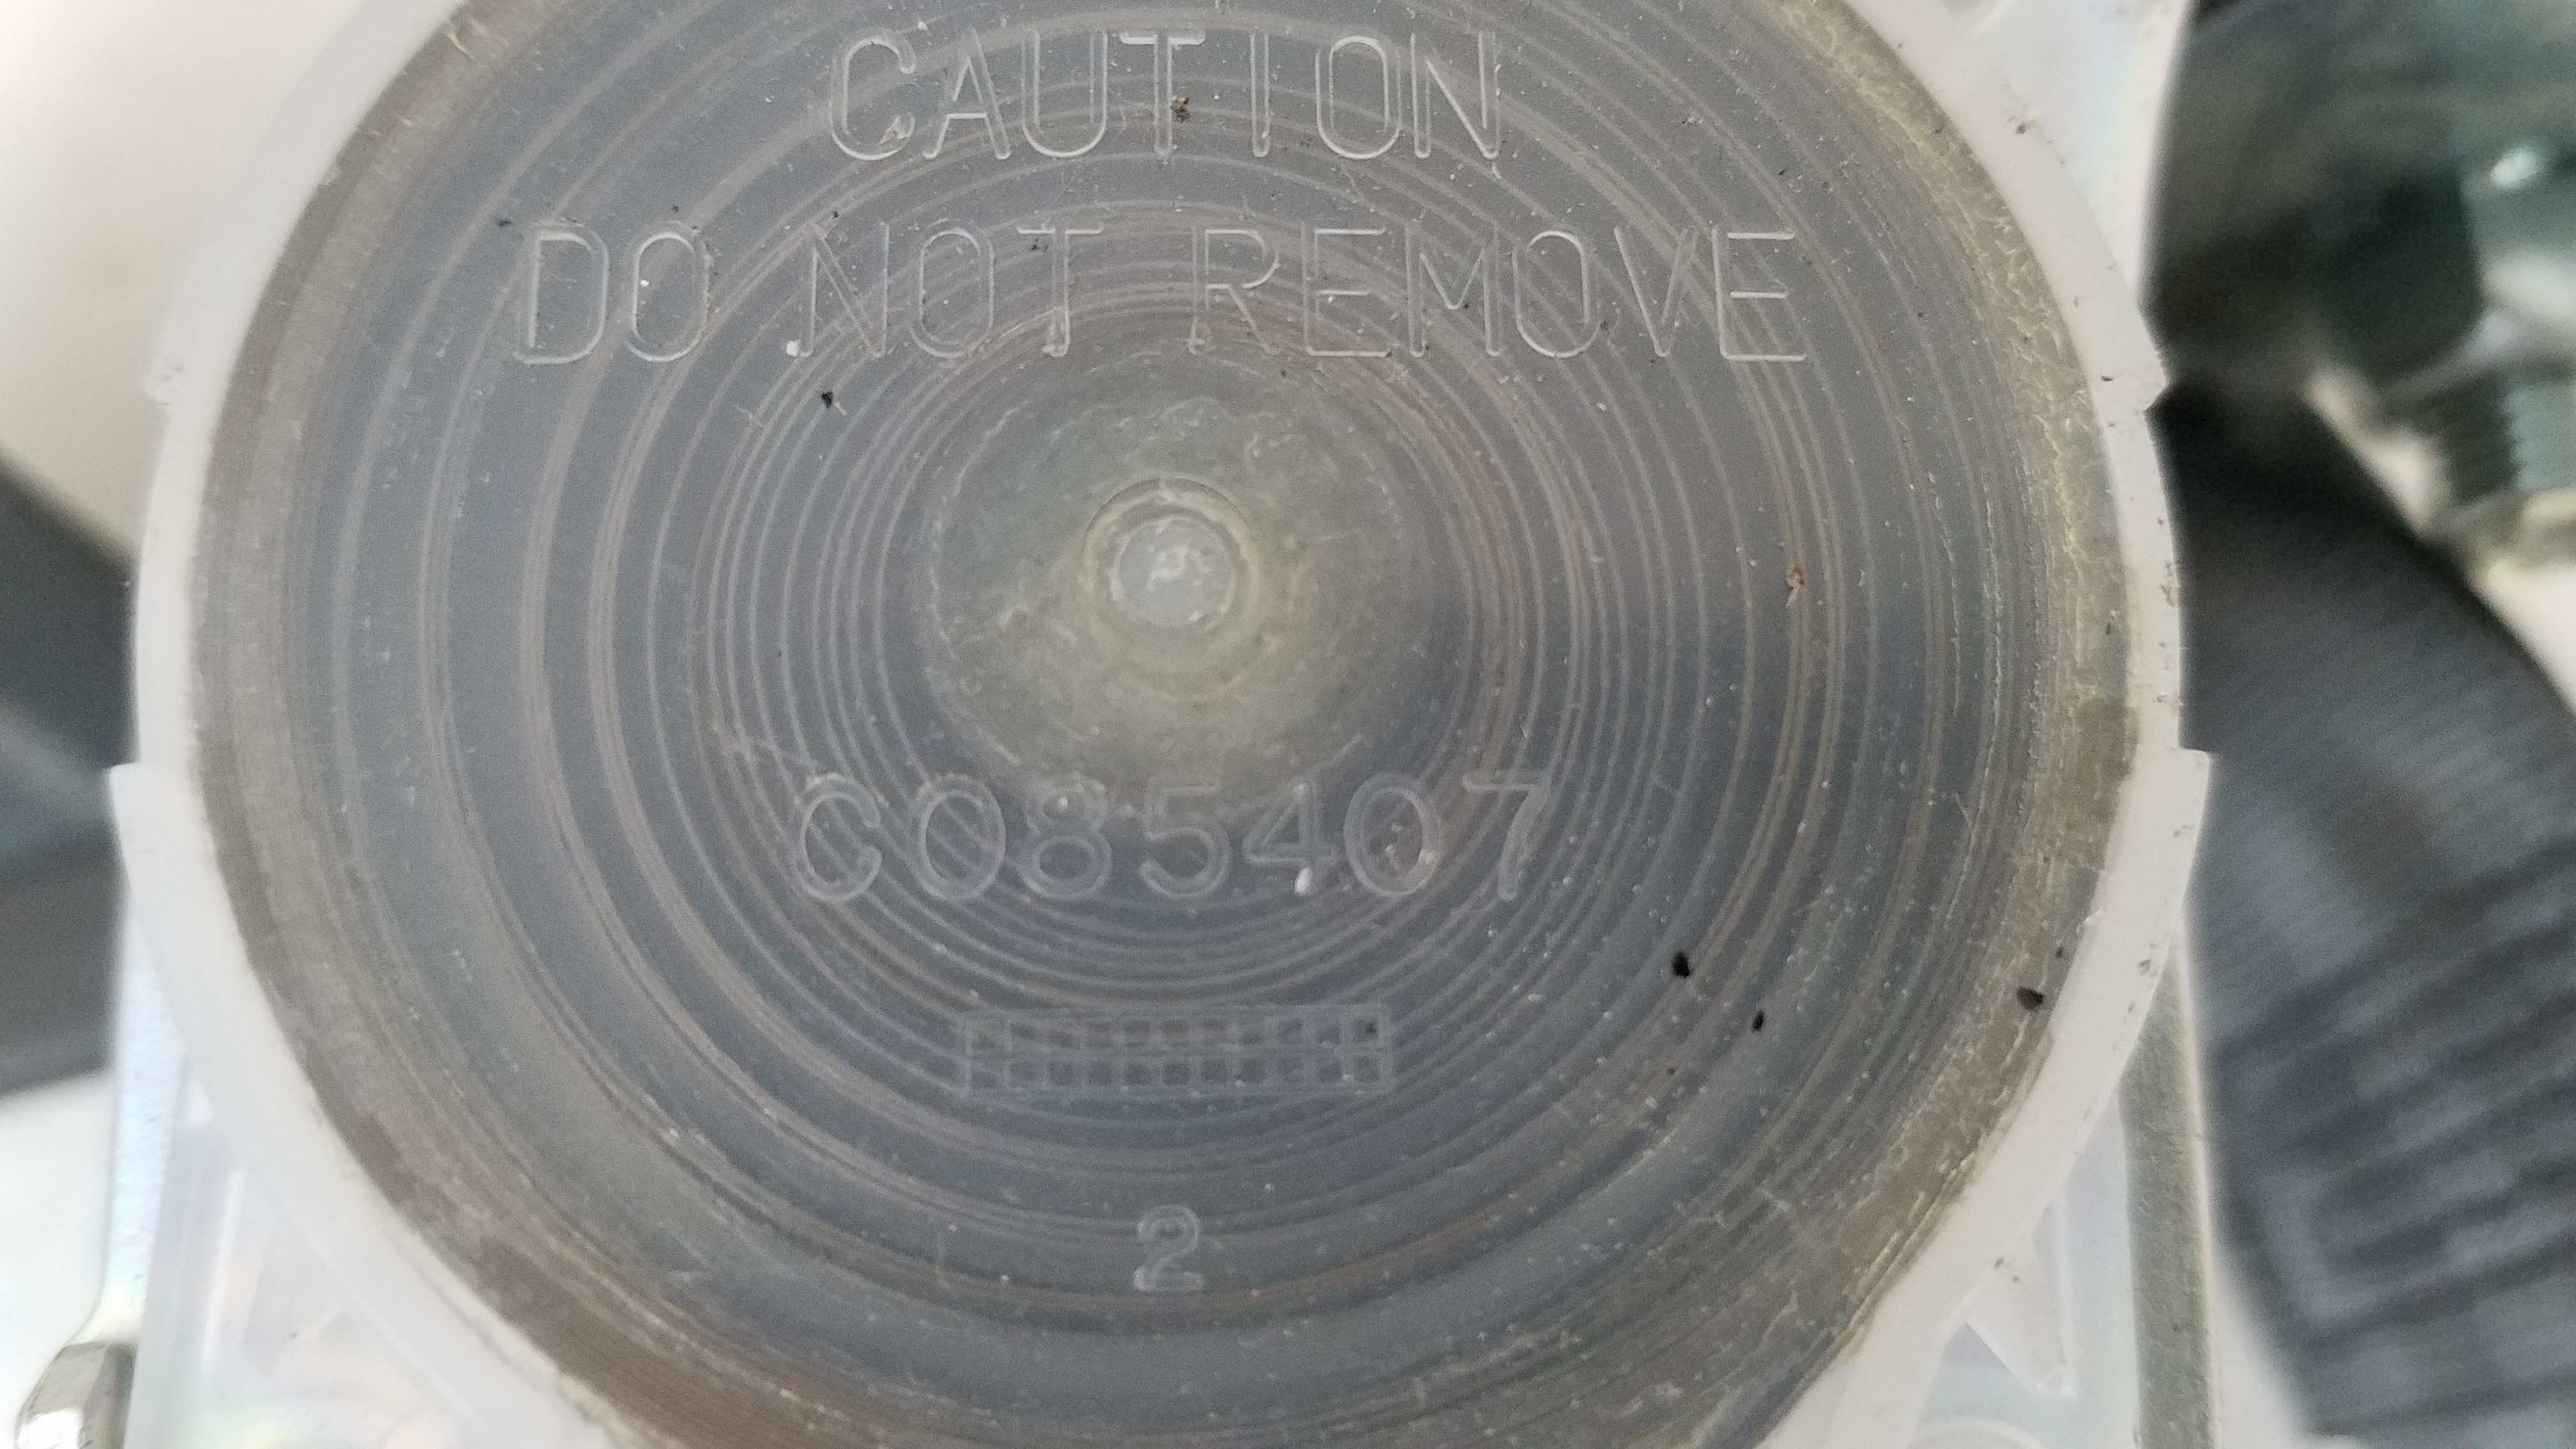 CAUTION
DO NOT REMOVE
C085407
2